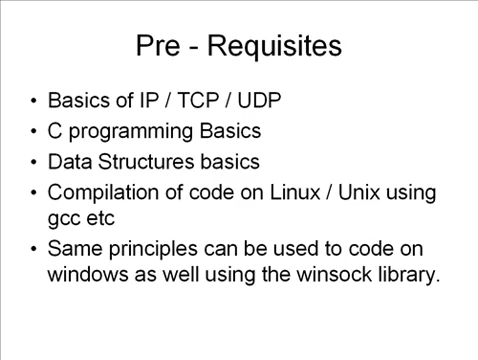 Pre - Requisites
• Basics of IP / TCP / UDP
• C programming Basics
• Data Structures basics
• Compilation of code on Linux / Unix using
gcc etc
• Same principles can be used to code on
windows as well using the winsock library.